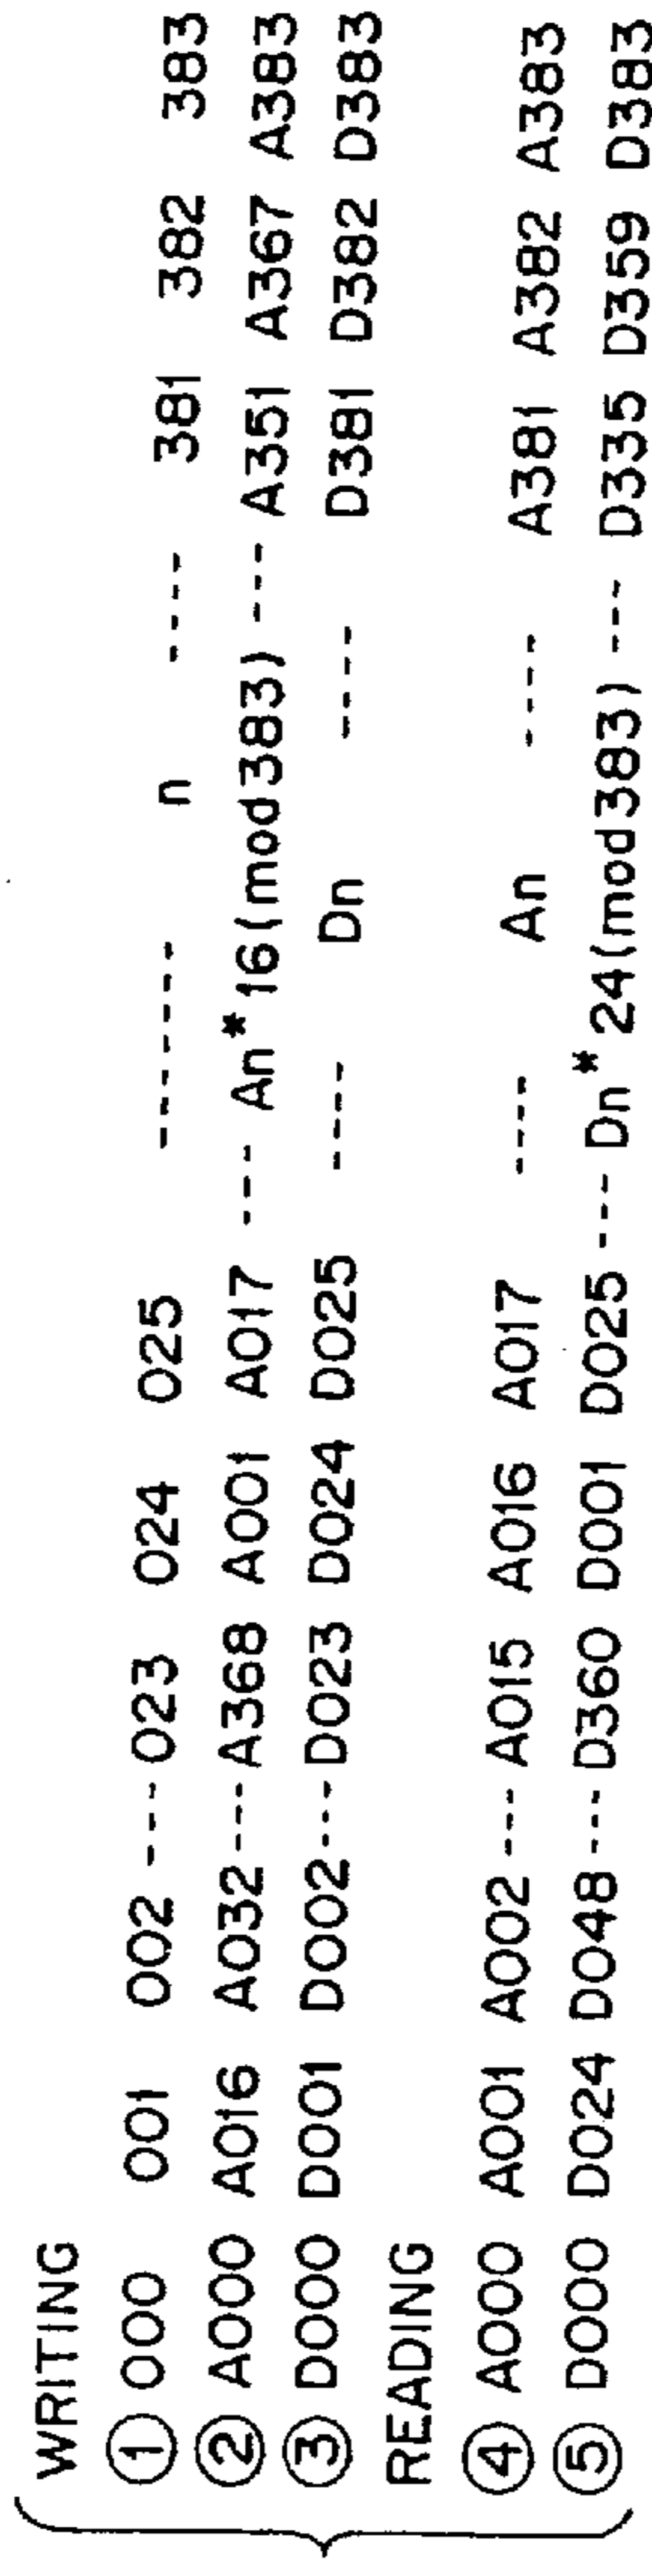 WRITING
① 000 001 002 --- 023 024 025 ------- n ---- 381 382 383
② A000 A016 A032 --- A368 A001 A017 --- An*16(mod383) --- A351 A367 A383
③ D000 D001 D002 --- D023 D024 D025 ---- Dn ---- D381 D382 D383
READING
④ A000 A001 A002 --- A015 A016 A017 ---- An ---- A381 A382 A383
⑤ D000 D024 D048 --- D360 D001 D025 --- Dn*24(mod383) --- D335 D359 D383